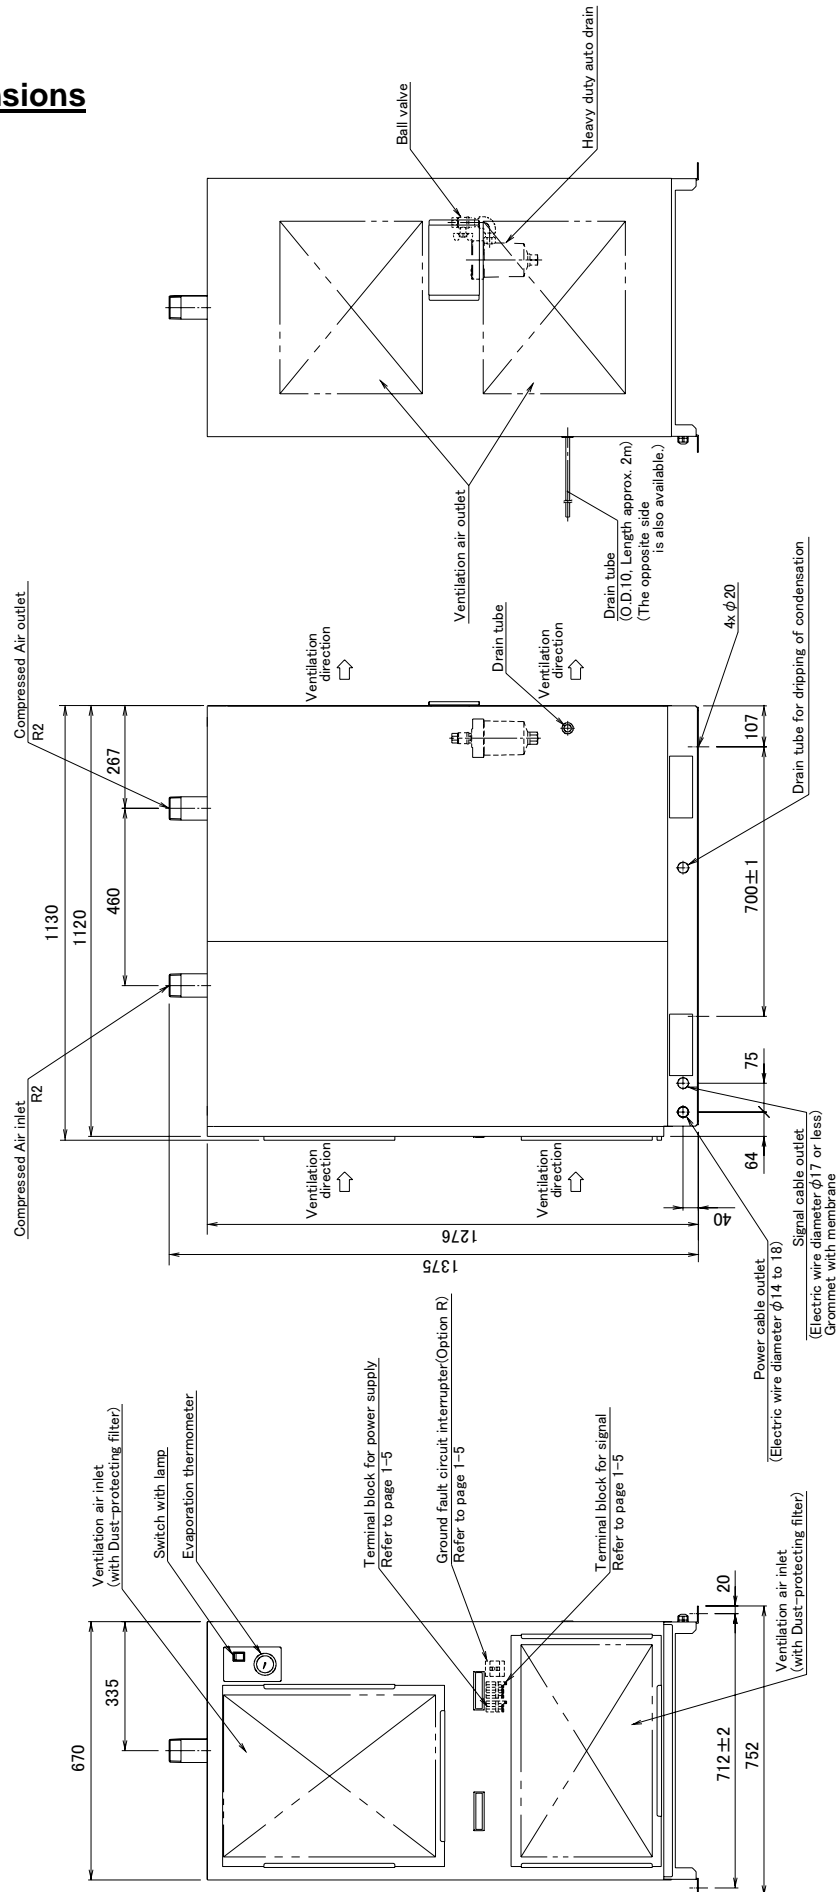 nsions
Ball valve
Heavy duty auto drain
Ventilation air outlet
Drain tube
(O.D.10, Length approx. 2m)
(The opposite side
is also available.)
Compressed Air outlet
R2
Compressed Air inlet
R2
1130
1120
267
460
Ventilation
direction
Drain tube
Ventilation
direction
4x φ20
107
Drain tube for dripping of condensation
700±1
75
64
40
Ventilation
direction
Ventilation
direction
1276
1375
Signal cable outlet
(Electric wire diameter φ17 or less)
Grommet with membrane
Power cable outlet
(Electric wire diameter φ14 to 18)
Ventilation air inlet
(with Dust-protecting filter)
Switch with lamp
Evaporation thermometer
Terminal block for power supply
Refer to page 1-5
Ground fault circuit interrupter(Option R)
Refer to page 1-5
Terminal block for signal
Refer to page 1-5
Ventilation air inlet
(with Dust-protecting filter)
670
335
20
712±2
752